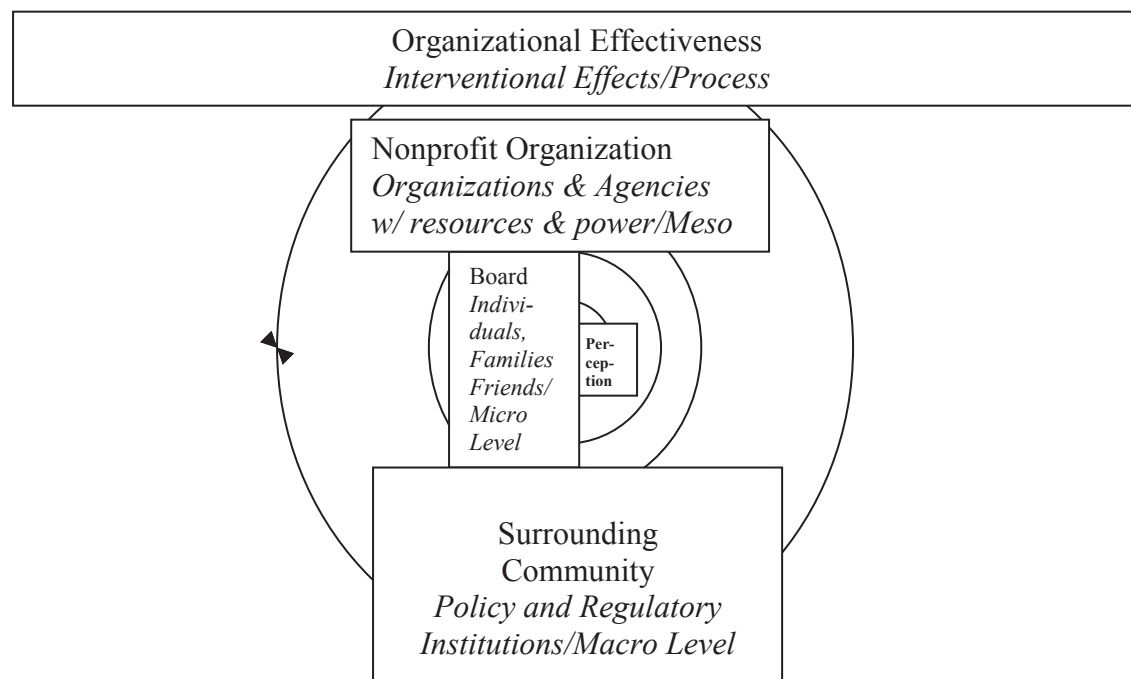 Organizational Effectiveness
Interventional Effects/Process
Nonprofit Organization
Organizations & Agencies
w/ resources & power/Meso
Board
Indivi-
duals,
Families
Friends/
Micro
Level
Per-
cep-
tion
Surrounding
Community
Policy and Regulatory
Institutions/Macro Level